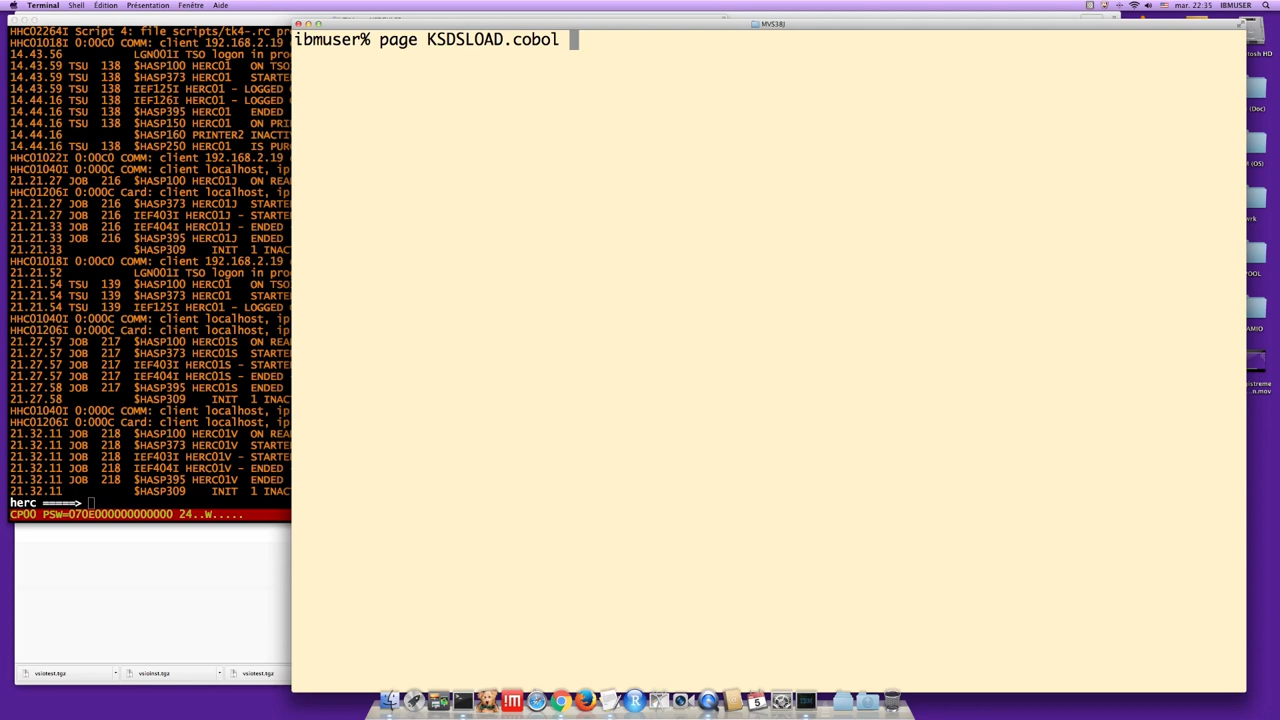 Terminal Shell Édition Présentation Fenêtre Aide
mar. 22:35 IBMUSER
HHC02264I Script 4: file scripts/tk4-.rc pro
HHC01018I 0:00C0 COMM: client 192.168.2.19
14.43.56 LGN001I TSO logon in proc
14.43.59 TSU 138 $HASP100 HERC01 ON TSO
14.43.59 TSU 138 $HASP373 HERC01 STARTE
14.43.59 TSU 138 IEF125I HERC01 - LOGGED
14.44.16 TSU 138 IEF126I HERC01 - LOGGED
14.44.16 TSU 138 $HASP395 HERC01 ENDED
14.44.16 TSU 138 $HASP150 HERC01 ON PRI
14.44.16 $HASP160 PRINTER2 INACTI
14.44.16 TSU 138 $HASP250 HERC01 IS PUR
HHC01022I 0:00C0 COMM: client 192.168.2.19
HHC01040I 0:000C COMM: client localhost, ip
21.21.27 JOB 216 $HASP100 HERC01J ON REA
HHC01206I 0:000C Card: client localhost, ip
21.21.27 JOB 216 $HASP373 HERC01J STARTE
21.21.27 JOB 216 IEF403I HERC01J - STARTE
21.21.33 JOB 216 IEF404I HERC01J - ENDED
21.21.33 JOB 216 $HASP395 HERC01J ENDED
21.21.33 $HASP309 INIT 1 INAC
HHC01018I 0:00C0 COMM: client 192.168.2.19
21.21.52 LGN001I TSO logon in proc
21.21.54 TSU 139 $HASP100 HERC01 ON TSO
21.21.54 TSU 139 $HASP373 HERC01 STARTE
21.21.54 TSU 139 IEF125I HERC01 - LOGGED
HHC01040I 0:000C COMM: client localhost, ip
HHC01206I 0:000C Card: client localhost, ip
21.27.57 JOB 217 $HASP100 HERC01S ON REA
21.27.57 JOB 217 $HASP373 HERC01S STARTE
21.27.57 JOB 217 IEF403I HERC01S - STARTE
21.27.57 JOB 217 IEF404I HERC01S - ENDED
21.27.58 JOB 217 $HASP395 HERC01S ENDED
21.27.58 $HASP309 INIT 1 INAC
HHC01040I 0:000C COMM: client localhost, ip
HHC01206I 0:000C Card: client localhost, ip
21.32.11 JOB 218 $HASP100 HERC01V ON REA
21.32.11 JOB 218 $HASP373 HERC01V STARTE
21.32.11 JOB 218 IEF403I HERC01V - STARTE
21.32.11 JOB 218 IEF404I HERC01V - ENDED
21.32.11 JOB 218 $HASP395 HERC01V ENDED
21.32.11 $HASP309 INIT 1 INAC
herc =====>
CP00 PSW=070E000000000000 24..W.....
MVS38J
ibmuser% page KSDSLOAD.cobol
tosh HD
(Doc)
(OS)
wrk
POOL
AMIO
gistreme
n.mov
vsiotest.tgz vsioinst.tgz vsiotest.tgz
5